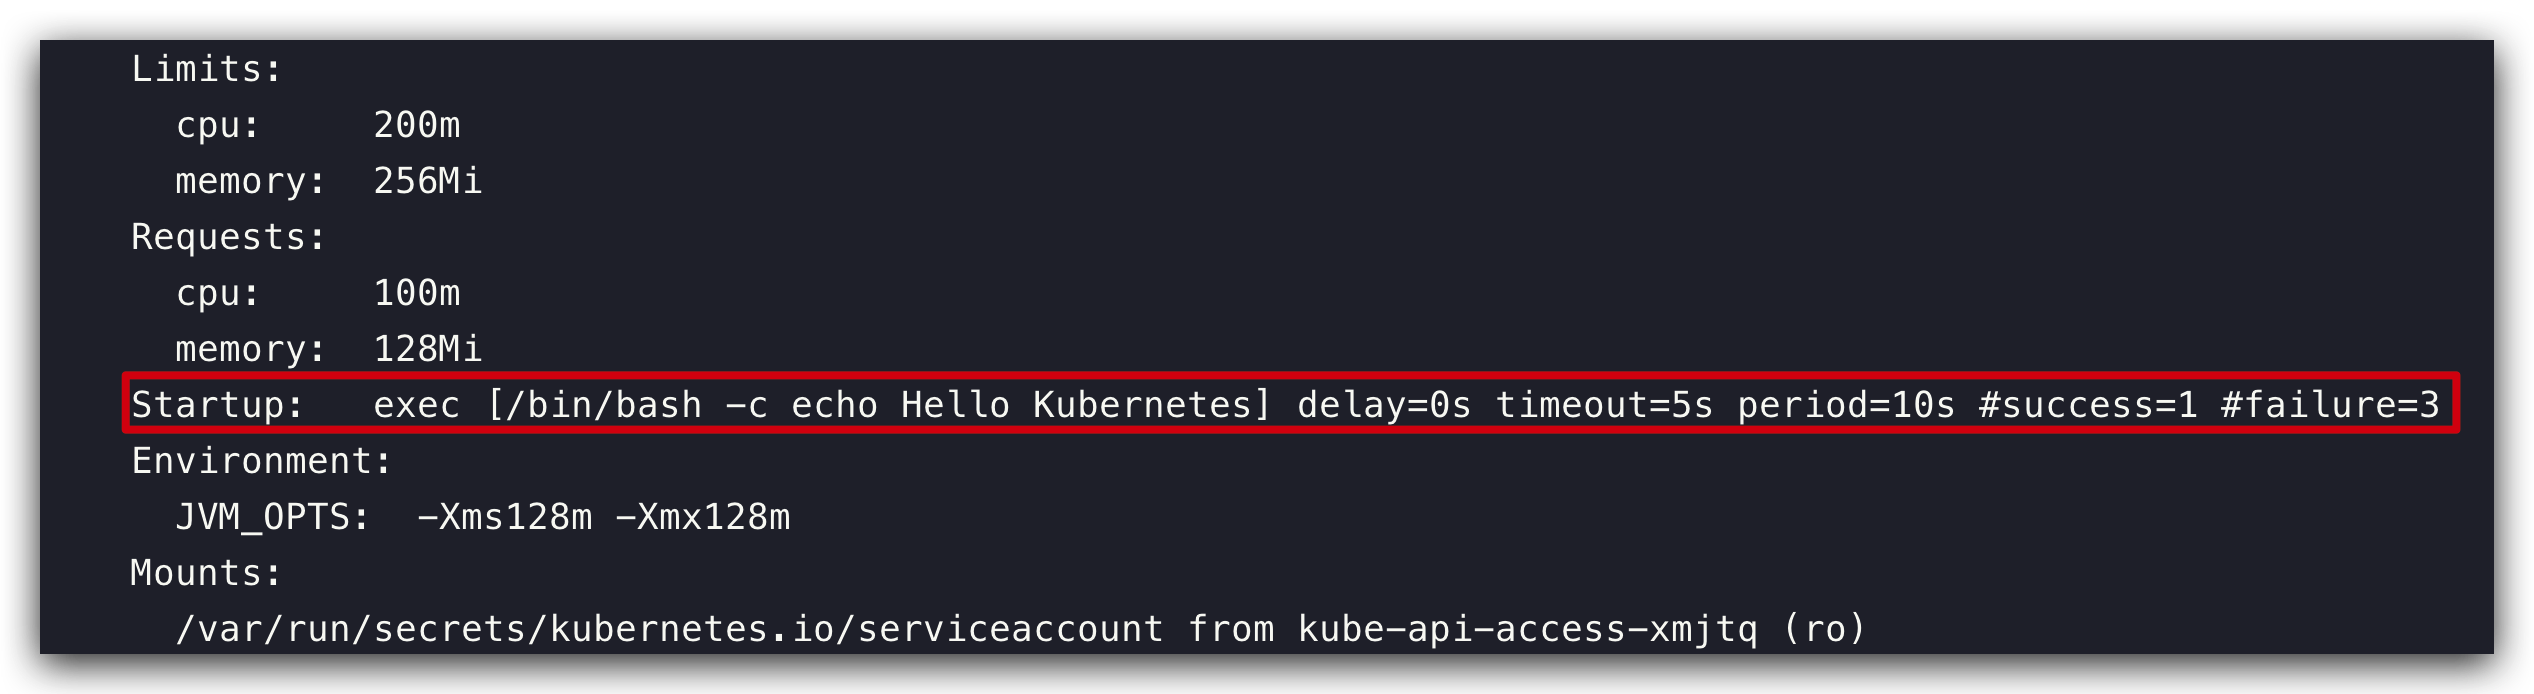 Limits:
  cpu:     200m
  memory:  256Mi
Requests:
  cpu:     100m
  memory:  128Mi
Startup:   exec [/bin/bash -c echo Hello Kubernetes] delay=0s timeout=5s period=10s #success=1 #failure=3
Environment:
  JVM_OPTS:  -Xms128m -Xmx128m
Mounts:
  /var/run/secrets/kubernetes.io/serviceaccount from kube-api-access-xmjtq (ro)